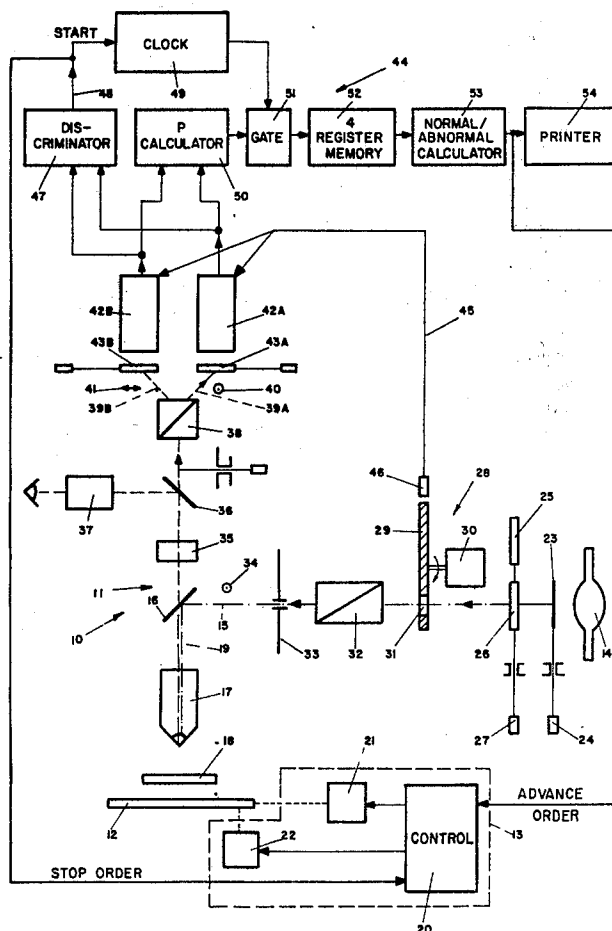 START
CLOCK
49
44
48
51
52
53
54
DIS-
CRIMINATOR
P
CALCULATOR
GATE
4
REGISTER
MEMORY
NORMAL/
ABNORMAL
CALCULATOR
PRINTER
47
50
42B
42A
45
43B
43A
41
40
39B
39A
38
46
28
29
30
25
23
37
36
35
34
11
16
10
15
19
33
32
31
26
14
17
27
24
18
21
12
22
CONTROL
13
ADVANCE
ORDER
STOP ORDER
20